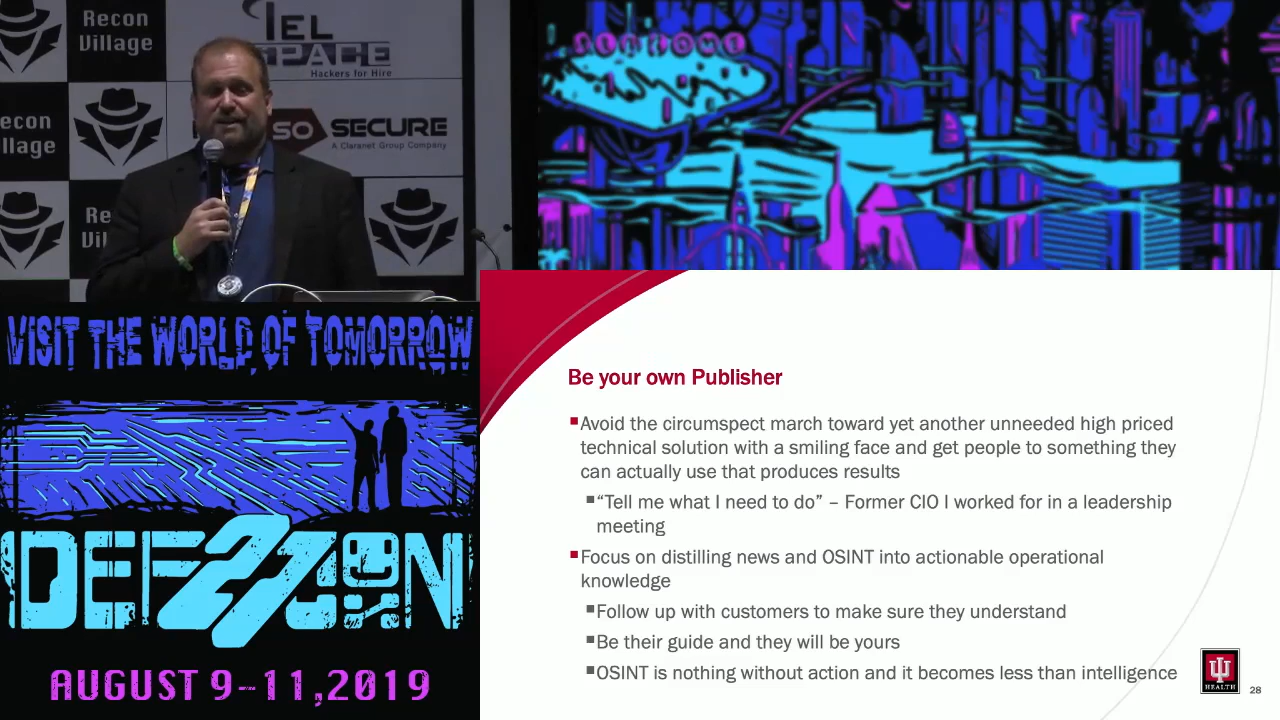 Recon
Village
TEL
SPACE
Hackers for Hire
econ
llage
SO SECURE
A Claranet Group Company
Re
Vil
WELCOME
VISIT THE WORLD OF TOMORROW
DEF 27 CON
AUGUST 9-11,2019
Be your own Publisher
Avoid the circumspect march toward yet another unneeded high priced
technical solution with a smiling face and get people to something they
can actually use that produces results
“Tell me what I need to do” – Former CIO I worked for in a leadership
meeting
Focus on distilling news and OSINT into actionable operational
knowledge
Follow up with customers to make sure they understand
Be their guide and they will be yours
OSINT is nothing without action and it becomes less than intelligence
IU
HEALTH
28